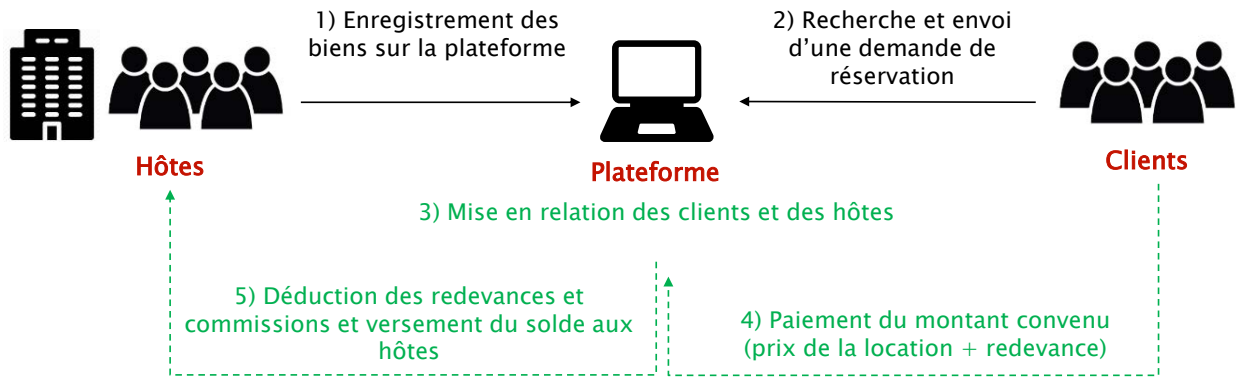 1) Enregistrement des
biens sur la plateforme
2) Recherche et envoi
d’une demande de
réservation
Hôtes
Plateforme
Clients
3) Mise en relation des clients et des hôtes
5) Déduction des redevances et
commissions et versement du solde aux
hôtes
4) Paiement du montant convenu
(prix de la location + redevance)